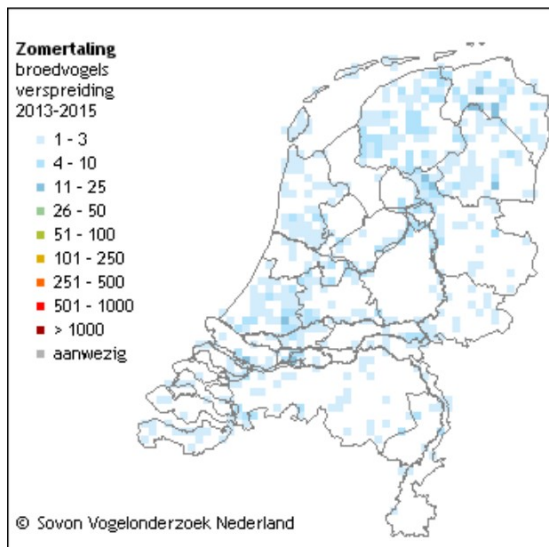 Zomertaling
broedvogels
verspreiding
2013-2015
1 - 3
4 - 10
11 - 25
26 - 50
51 - 100
101 - 250
251 - 500
501 - 1000
> 1000
aanwezig
© Sovon Vogelonderzoek Nederland